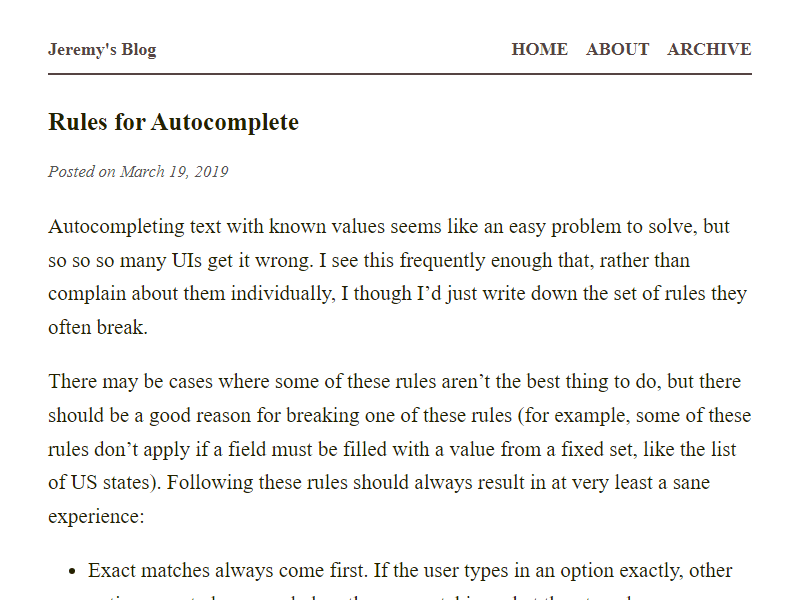 Jeremy's Blog
HOME ABOUT ARCHIVE
Rules for Autocomplete
Posted on March 19, 2019
Autocompleting text with known values seems like an easy problem to solve, but
so so so many UIs get it wrong. I see this frequently enough that, rather than
complain about them individually, I though I’d just write down the set of rules they
often break.
There may be cases where some of these rules aren’t the best thing to do, but there
should be a good reason for breaking one of these rules (for example, some of these
rules don’t apply if a field must be filled with a value from a fixed set, like the list
of US states). Following these rules should always result in at very least a sane
experience:
• Exact matches always come first. If the user types in an option exactly, other